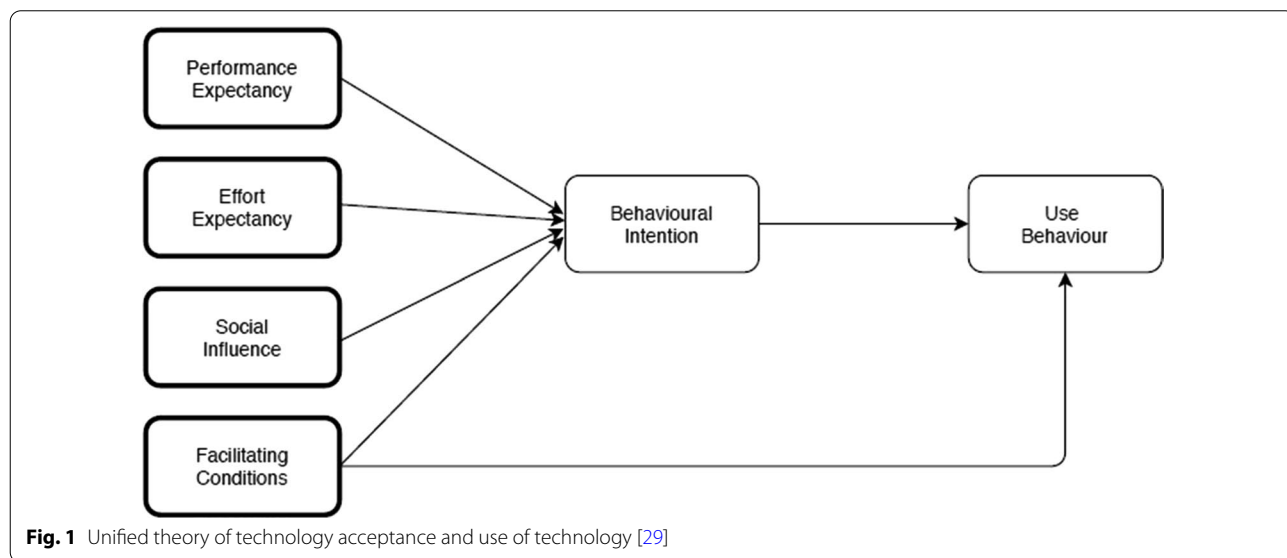 Performance
Expectancy
Effort
Expectancy
Social
Influence
Facilitating
Conditions
Behavioural
Intention
Use
Behaviour
Fig. 1 Unified theory of technology acceptance and use of technology [29]